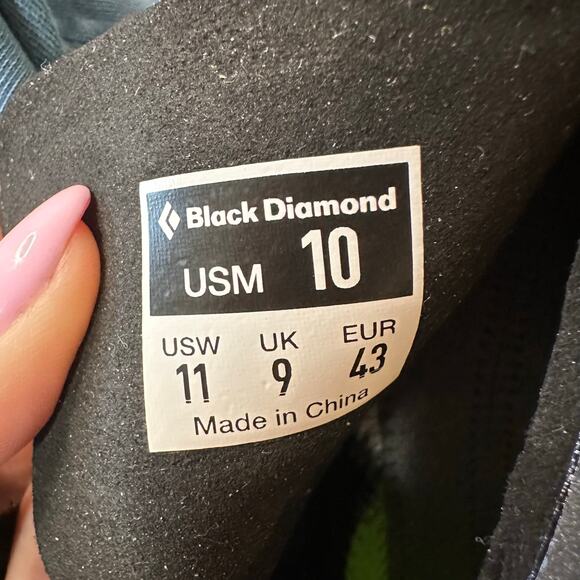 Black Diamond
USM 10
USW UK EUR
11 9 43
Made in China